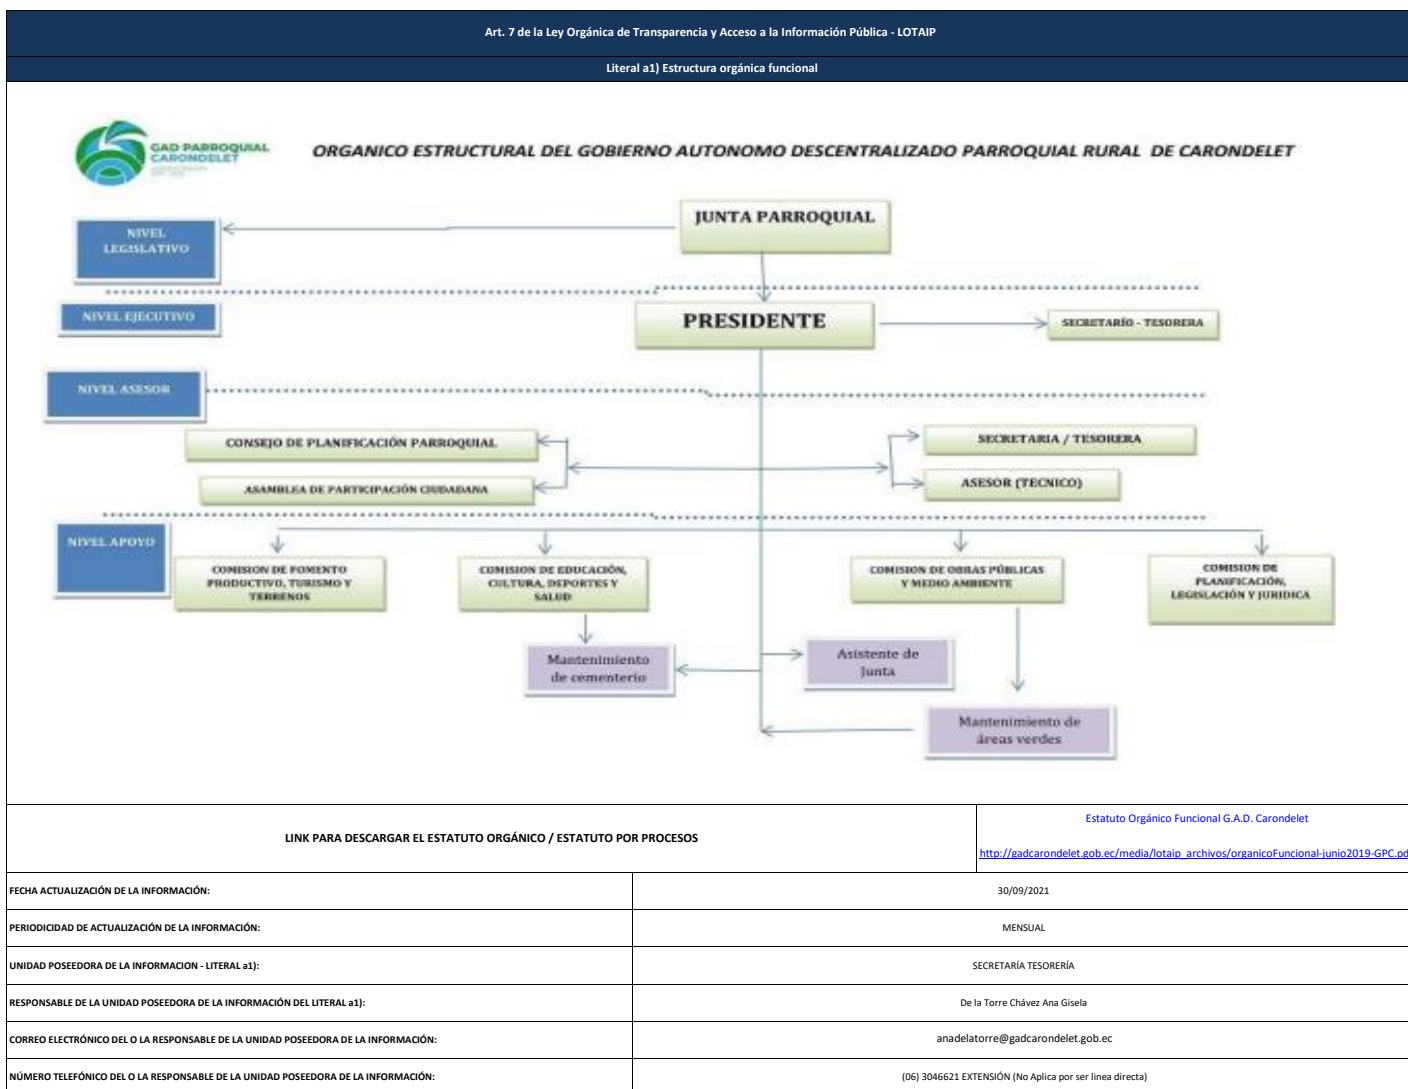 Art. 7 de la Ley Orgánica de Transparencia y Acceso a la Información Pública - LOTAIP
Literal a1) Estructura orgánica funcional
GAD PARROQUIAL
CARONDELET
ORGANICO ESTRUCTURAL DEL GOBIERNO AUTONOMO DESCENTRALIZADO PARROQUIAL RURAL DE CARONDELET
NIVEL
LEGISLATIVO
JUNTA PARROQUIAL
NIVEL EJECUTIVO
PRESIDENTE
SECRETARÍO - TESORERA
NIVEL ASESOR
CONSEJO DE PLANIFICACIÓN PARROQUIAL
SECRETARIA / TESORERA
ASAMBLEA DE PARTICIPACIÓN CIUDADANA
ASESOR (TECNICO)
NIVEL APOYO
COMISION DE FOMENTO
PRODUCTIVO, TURISMO Y
TERRENOS
COMISION DE EDUCACIÓN,
CULTURA, DEPORTES Y
SALUD
COMISION DE OBRAS PÚBLICAS
Y MEDIO AMBIENTE
COMISION DE
PLANIFICACIÓN,
LEGISLACIÓN Y JURIDICA
Mantenimiento
de cementerio
Asistente de
Junta
Mantenimiento de
áreas verdes
LINK PARA DESCARGAR EL ESTATUTO ORGÁNICO / ESTATUTO POR PROCESOS
Estatuto Orgánico Funcional G.A.D. Carondelet
http://gadcarondelet.gob.ec/media/lotaip_archivos/organicoFuncional-junio2019-GPC.pd
FECHA ACTUALIZACIÓN DE LA INFORMACIÓN:
30/09/2021
PERIODICIDAD DE ACTUALIZACIÓN DE LA INFORMACIÓN:
MENSUAL
UNIDAD POSEEDORA DE LA INFORMACION - LITERAL a1):
SECRETARÍA TESORERÍA
RESPONSABLE DE LA UNIDAD POSEEDORA DE LA INFORMACIÓN DEL LITERAL a1):
De la Torre Chávez Ana Gisela
CORREO ELECTRÓNICO DEL O LA RESPONSABLE DE LA UNIDAD POSEEDORA DE LA INFORMACIÓN:
anadelatorre@gadcarondelet.gob.ec
NÚMERO TELEFÓNICO DEL O LA RESPONSABLE DE LA UNIDAD POSEEDORA DE LA INFORMACIÓN:
(06) 3046621 EXTENSIÓN (No Aplica por ser linea directa)